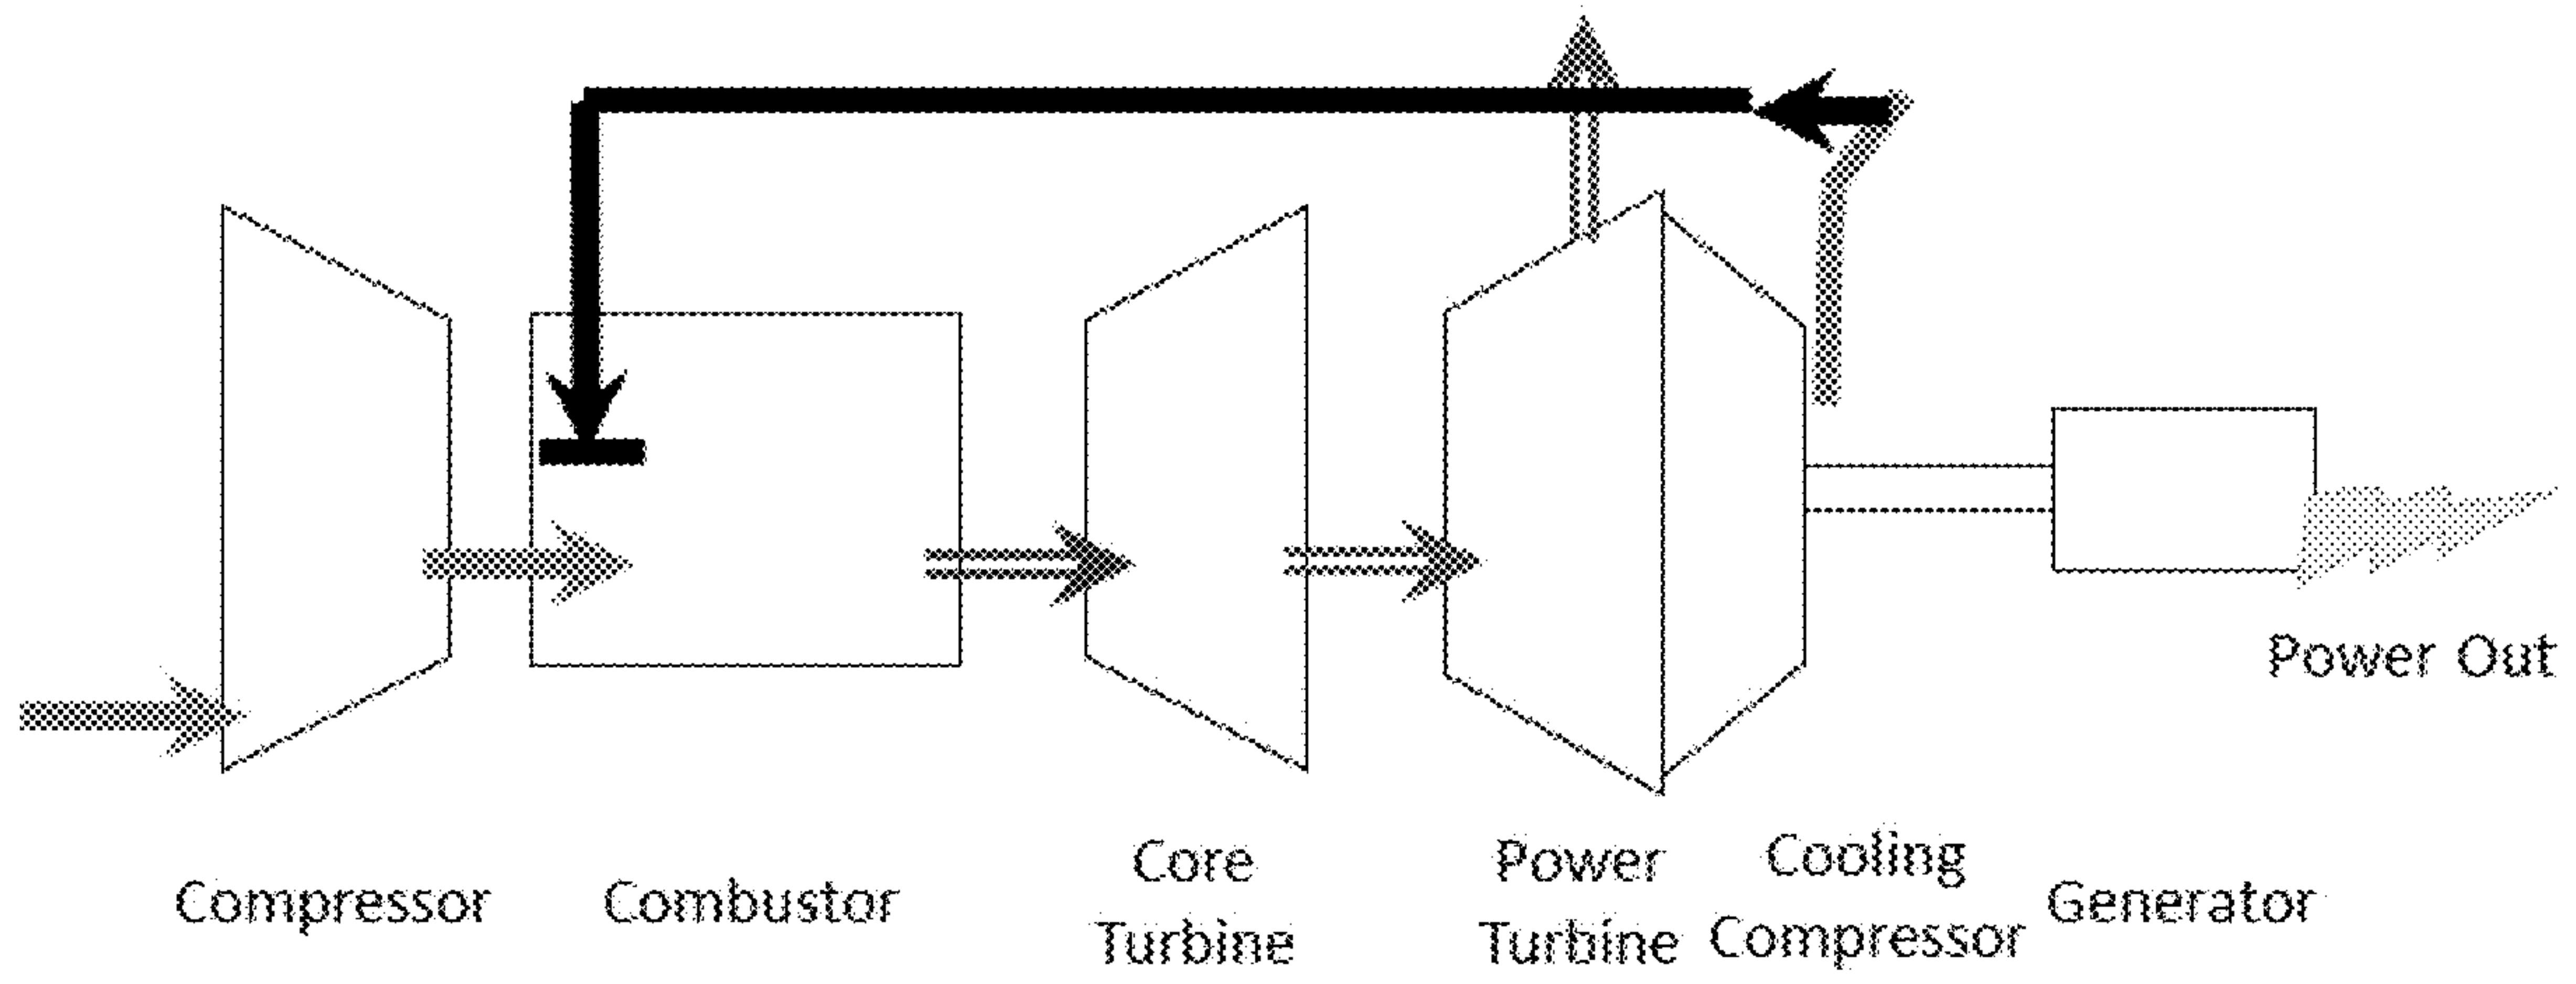 Power Out
Compressor
Combustor
Core
Turbine
Power
Turbine
Cooling
Compressor
Generator